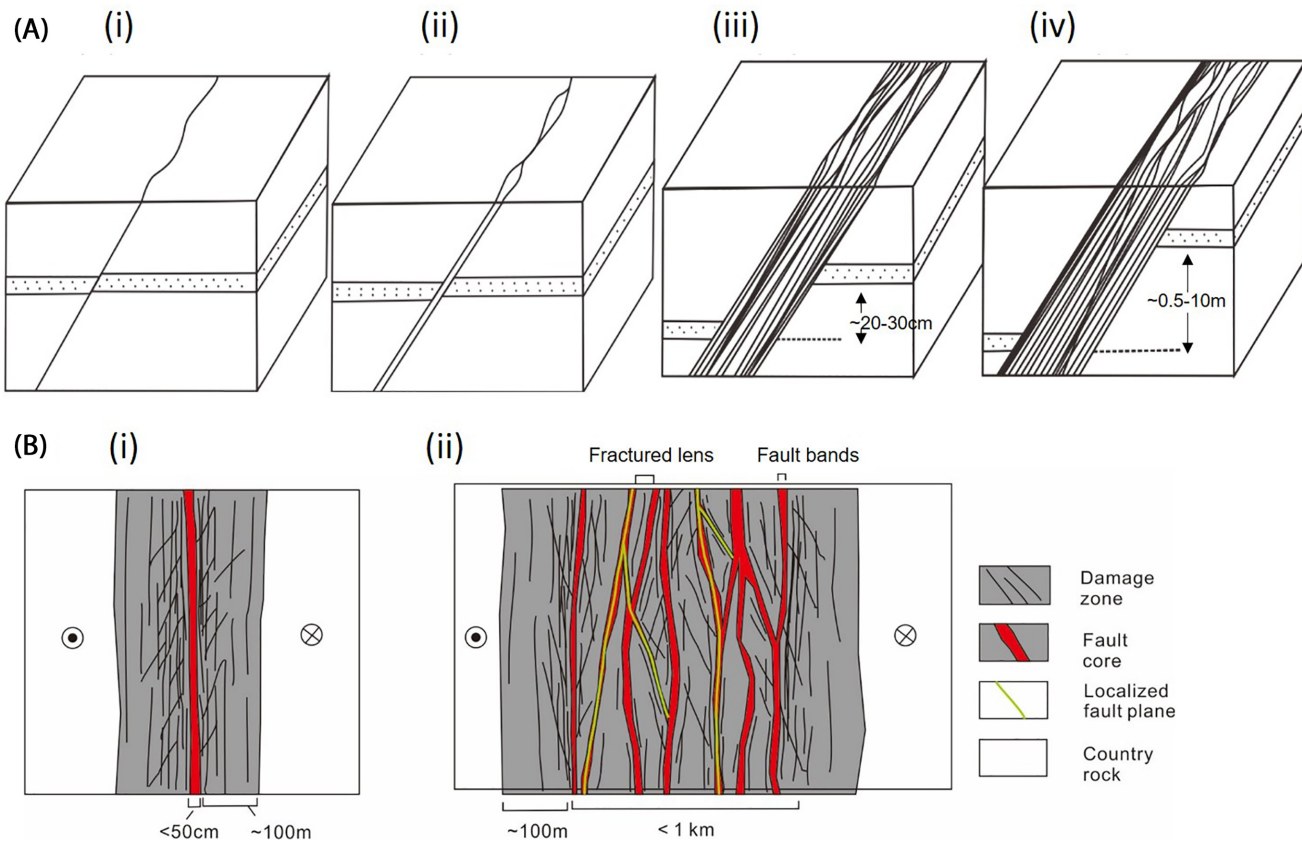 (A)
(i)
(ii)
(iii)
(iv)
~20-30cm
~0.5-10m
(B)
(i)
(ii)
Fractured lens
Fault bands
Damage
zone
Fault
core
Localized
fault plane
Country
rock
<50cm
~100m
~100m
< 1 km